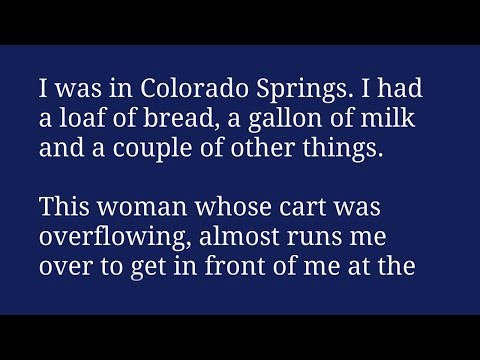 I was in Colorado Springs. I had
a loaf of bread, a gallon of milk
and a couple of other things.
This woman whose cart was
overflowing, almost runs me
over to get in front of me at the